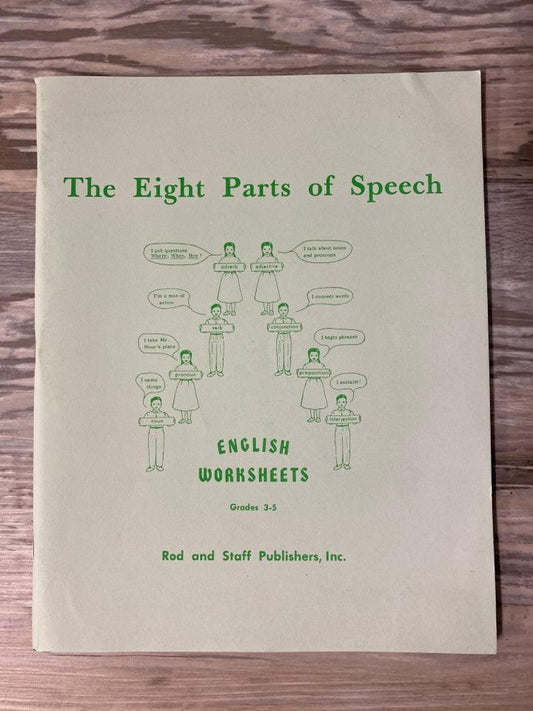 The Eight Parts of Speech
I ask questions
Where, When, How?
I talk about nouns
and pronouns
adverb
adjective
I'm a man of
action
I connect words
verb
conjunction
I take Mr.
Noun's place
I begin phrases
pronoun
preposition
I name
things
I exclaim!
noun
interjection
ENGLISH
WORKSHEETS
Grades 3-5
Rod and Staff Publishers, Inc.